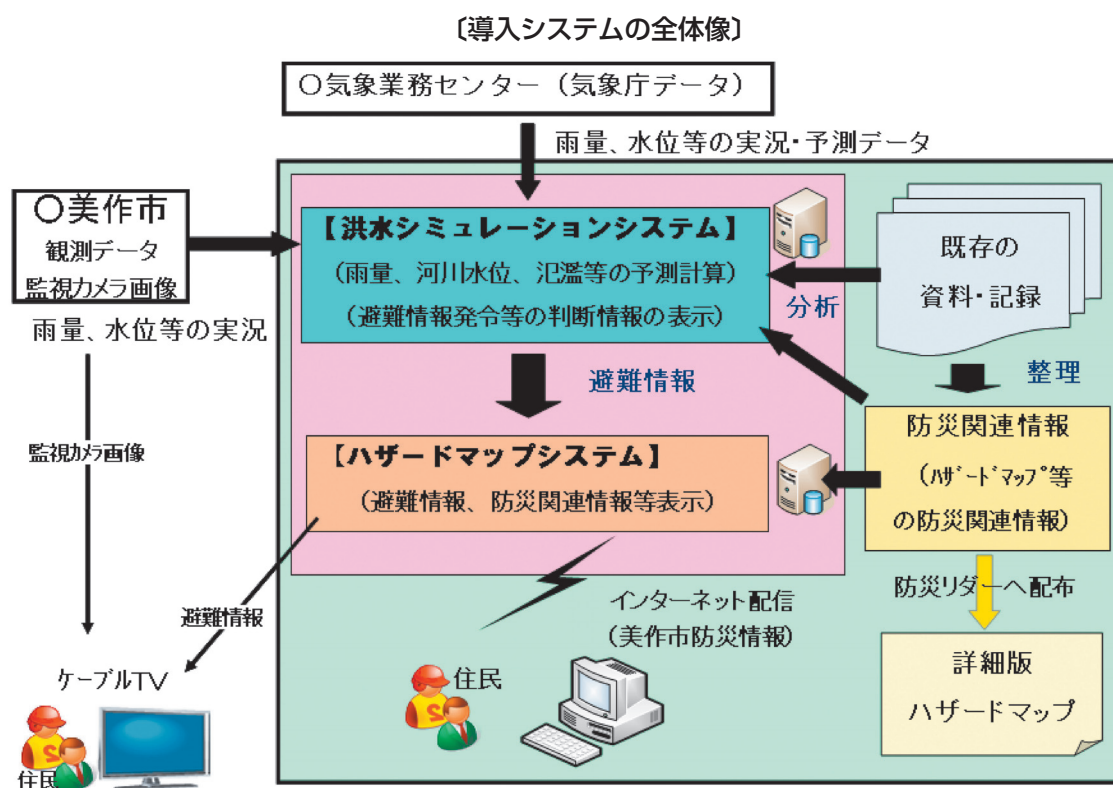 〔導入システムの全体像〕
○気象業務センター（気象庁データ）
雨量、水位等の実況・予測データ
○美作市
観測データ
監視カメラ画像
雨量、水位等の実況
【洪水シミュレーションシステム】
（雨量、河川水位、氾濫等の予測計算）
（避難情報発令等の判断情報の表示）
分析
既存の
資料・記録
避難情報
整理
監視カメラ画像
【ハザードマップシステム】
（避難情報、防災関連情報等表示）
防災関連情報
（ﾊｻﾞｰﾄﾞﾏｯﾌﾟ等
の防災関連情報）
避難情報
インターネット配信
（美作市防災情報）
防災リダーへ配布
ケーブルTV
住民
住民
詳細版
ハザードマップ